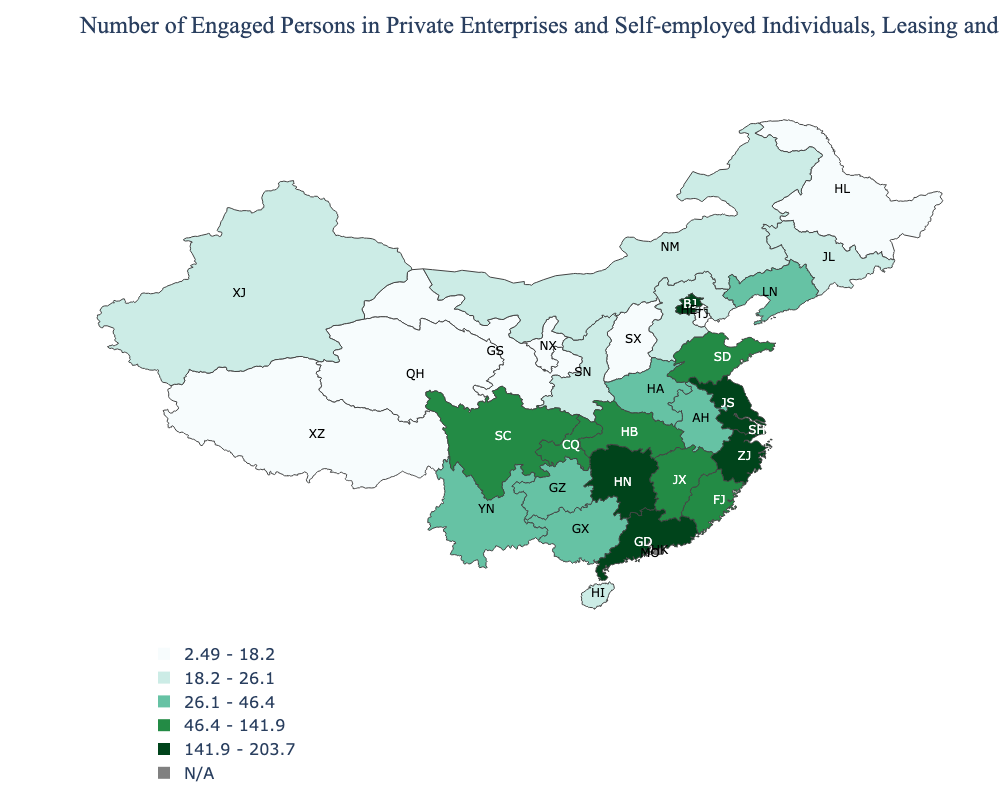 Number of Engaged Persons in Private Enterprises and Self-employed Individuals, Leasing and
HL
NM
JL
XJ
LN
BJ
HE
TJ
SX
NX
GS
SD
SN
QH
HA
JS
AH
SH
XZ
SC
HB
CQ
ZJ
HN
JX
GZ
FJ
YN
GX
GD
HK
MO
HI
2.49 - 18.2
18.2 - 26.1
26.1 - 46.4
46.4 - 141.9
141.9 - 203.7
N/A